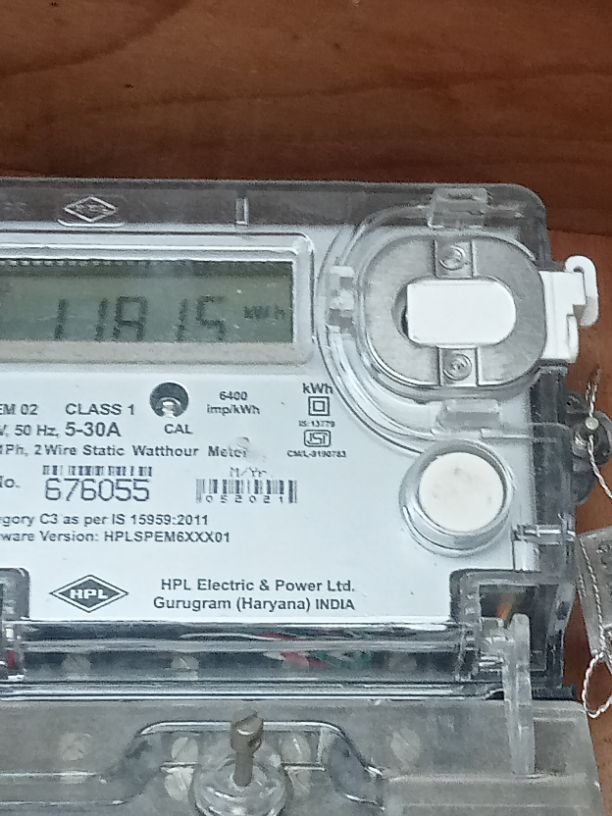 kWh
EM 02 CLASS 1
V, 50 Hz, 5-30A
CAL
6400
imp/kWh
kWh
IS:13779
ISI
CM/L-9190783
1Ph, 2 Wire Static Watthour Meter
No. 676055
M/Yr
052021
egory C3 as per IS 15959:2011
ware Version: HPLSPEM6XXX01
HPL
HPL Electric & Power Ltd.
Gurugram (Haryana) INDIA